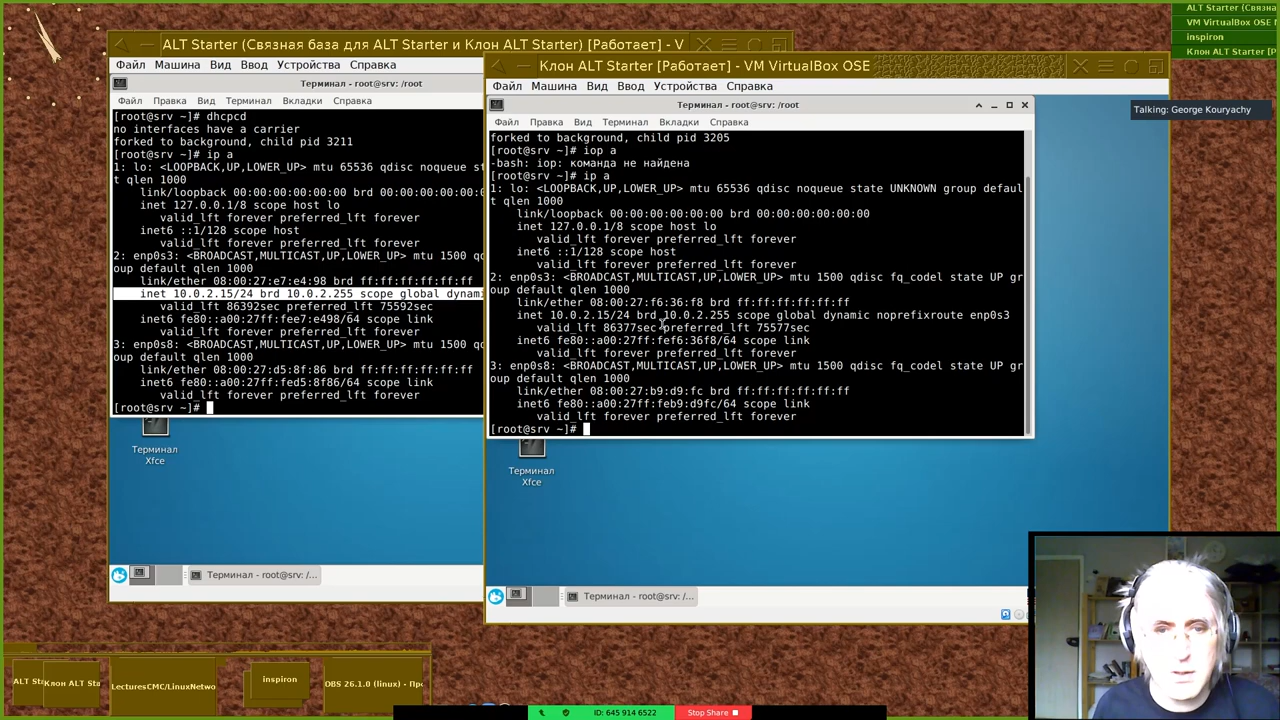 ALT Starter (Связная база для ALT Starter и Клон ALT Starter) [Работает] - V
Файл Машина Вид Ввод Устройства Справка
Терминал - root@srv: /root
Файл Правка Вид Терминал Вкладки Справка
[root@srv ~]# dhcpcd
no interfaces have a carrier
forked to background, child pid 3211
[root@srv ~]# ip a
1: lo: <LOOPBACK,UP,LOWER_UP> mtu 65536 qdisc noqueue s
t qlen 1000
link/loopback 00:00:00:00:00:00 brd 00:00:00:00:0
inet 127.0.0.1/8 scope host lo
valid_lft forever preferred_lft forever
inet6 ::1/128 scope host
valid_lft forever preferred_lft forever
2: enp0s3: <BROADCAST,MULTICAST,UP,LOWER_UP> mtu 1500 q
oup default qlen 1000
link/ether 08:00:27:e7:e4:98 brd ff:ff:ff:ff:ff:ff
inet 10.0.2.15/24 brd 10.0.2.255 scope global dynam
valid_lft 86392sec preferred_lft 75592sec
inet6 fe80::a00:27ff:fee7:e498/64 scope link
valid_lft forever preferred_lft forever
3: enp0s8: <BROADCAST,MULTICAST,UP,LOWER_UP> mtu 1500 q
oup default qlen 1000
link/ether 08:00:27:d5:8f:86 brd ff:ff:ff:ff:ff:ff
inet6 fe80::a00:27ff:fed5:8f86/64 scope link
valid_lft forever preferred_lft forever
[root@srv ~]#
Терминал
Xfce
Терминал - root@srv: /...
Клон ALT Starter [Работает] - VM VirtualBox OSE
Файл Машина Вид Ввод Устройства Справка
Терминал - root@srv: /root
Файл Правка Вид Терминал Вкладки Справка
forked to background, child pid 3205
[root@srv ~]# iop a
-bash: iop: команда не найдена
[root@srv ~]# ip a
1: lo: <LOOPBACK,UP,LOWER_UP> mtu 65536 qdisc noqueue state UNKNOWN group defaul
t qlen 1000
link/loopback 00:00:00:00:00:00 brd 00:00:00:00:00:00
inet 127.0.0.1/8 scope host lo
valid_lft forever preferred_lft forever
inet6 ::1/128 scope host
valid_lft forever preferred_lft forever
2: enp0s3: <BROADCAST,MULTICAST,UP,LOWER_UP> mtu 1500 qdisc fq_codel state UP gr
oup default qlen 1000
link/ether 08:00:27:f6:36:f8 brd ff:ff:ff:ff:ff:ff
inet 10.0.2.15/24 brd 10.0.2.255 scope global dynamic noprefixroute enp0s3
valid_lft 86377sec preferred_lft 75577sec
inet6 fe80::a00:27ff:fef6:36f8/64 scope link
valid_lft forever preferred_lft forever
3: enp0s8: <BROADCAST,MULTICAST,UP,LOWER_UP> mtu 1500 qdisc fq_codel state UP gr
oup default qlen 1000
link/ether 08:00:27:b9:d9:fc brd ff:ff:ff:ff:ff:ff
inet6 fe80::a00:27ff:feb9:d9fc/64 scope link
valid_lft forever preferred_lft forever
[root@srv ~]#
Терминал
Xfce
Терминал - root@srv: /...
ALT Starter (Связна
VM VirtualBox OSE
inspiron
Клон ALT Starter [Р
Talking: George Kouryachy
ALT Sta
Клон ALT Sta
LecturesCMC/LinuxNetwo
inspiron
DBS 26.1.0 (linux) - Про
ID: 645 914 6522
Stop Share